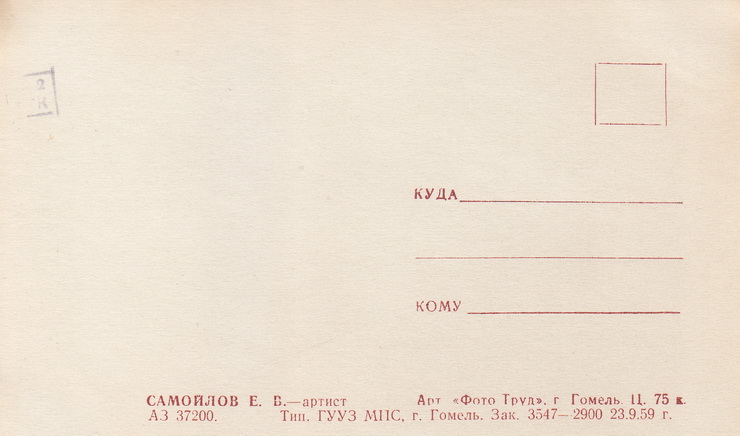 КУДА
КОМУ
САМОЙЛОВ Е. В.—артист Арт «Фото Труд». г Гомель. Ц. 75 к.
АЗ 37200. Тип. ГУУЗ МПС, г. Гомель. Зак. 3547—2900 23.9.59 г.